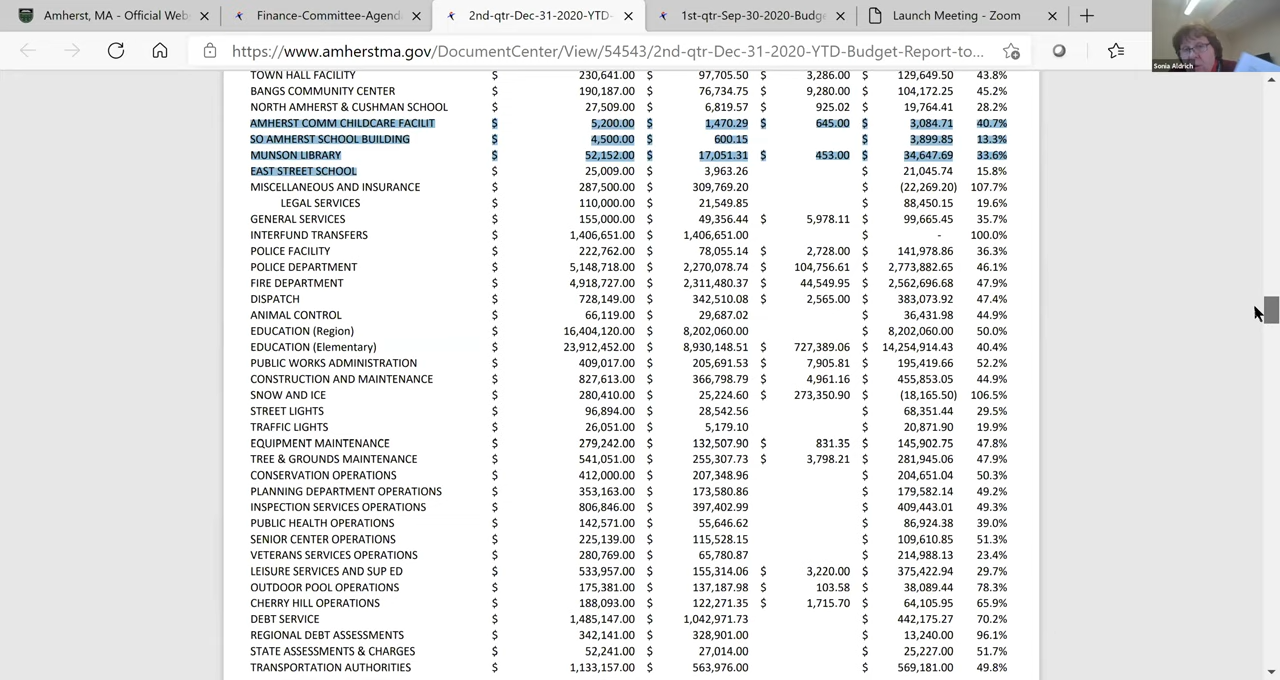 Amherst, MA - Official Web
Finance-Committee-Agend
2nd-qtr-Dec-31-2020-YTD-
1st-qtr-Sep-30-2020-Budg
Launch Meeting - Zoom
https://www.amherstma.gov/DocumentCenter/View/54543/2nd-qtr-Dec-31-2020-YTD-Budget-Report-to...
Sonia Aldrich
TOWN HALL FACILITY $ 230,641.00 $ 97,705.50 $ 3,286.00 $ 129,649.50 43.8%
BANGS COMMUNITY CENTER $ 190,187.00 $ 76,734.75 $ 9,280.00 $ 104,172.25 45.2%
NORTH AMHERST & CUSHMAN SCHOOL $ 27,509.00 $ 6,819.57 $ 925.02 $ 19,764.41 28.2%
AMHERST COMM CHILDCARE FACILIT $ 5,200.00 $ 1,470.29 $ 645.00 $ 3,084.71 40.7%
SO AMHERST SCHOOL BUILDING $ 4,500.00 $ 600.15 $ 3,899.85 13.3%
MUNSON LIBRARY $ 52,152.00 $ 17,051.31 $ 453.00 $ 34,647.69 33.6%
EAST STREET SCHOOL $ 25,009.00 $ 3,963.26 $ 21,045.74 15.8%
MISCELLANEOUS AND INSURANCE $ 287,500.00 $ 309,769.20 $ (22,269.20) 107.7%
LEGAL SERVICES $ 110,000.00 $ 21,549.85 $ 88,450.15 19.6%
GENERAL SERVICES $ 155,000.00 $ 49,356.44 $ 5,978.11 $ 99,665.45 35.7%
INTERFUND TRANSFERS $ 1,406,651.00 $ 1,406,651.00 $ - 100.0%
POLICE FACILITY $ 222,762.00 $ 78,055.14 $ 2,728.00 $ 141,978.86 36.3%
POLICE DEPARTMENT $ 5,148,718.00 $ 2,270,078.74 $ 104,756.61 $ 2,773,882.65 46.1%
FIRE DEPARTMENT $ 4,918,727.00 $ 2,311,480.37 $ 44,549.95 $ 2,562,696.68 47.9%
DISPATCH $ 728,149.00 $ 342,510.08 $ 2,565.00 $ 383,073.92 47.4%
ANIMAL CONTROL $ 66,119.00 $ 29,687.02 $ 36,431.98 44.9%
EDUCATION (Region) $ 16,404,120.00 $ 8,202,060.00 $ 8,202,060.00 50.0%
EDUCATION (Elementary) $ 23,912,452.00 $ 8,930,148.51 $ 727,389.06 $ 14,254,914.43 40.4%
PUBLIC WORKS ADMINISTRATION $ 409,017.00 $ 205,691.53 $ 7,905.81 $ 195,419.66 52.2%
CONSTRUCTION AND MAINTENANCE $ 827,613.00 $ 366,798.79 $ 4,961.16 $ 455,853.05 44.9%
SNOW AND ICE $ 280,410.00 $ 25,224.60 $ 273,350.90 $ (18,165.50) 106.5%
STREET LIGHTS $ 96,894.00 $ 28,542.56 $ 68,351.44 29.5%
TRAFFIC LIGHTS $ 26,051.00 $ 5,179.10 $ 20,871.90 19.9%
EQUIPMENT MAINTENANCE $ 279,242.00 $ 132,507.90 $ 831.35 $ 145,902.75 47.8%
TREE & GROUNDS MAINTENANCE $ 541,051.00 $ 255,307.73 $ 3,798.21 $ 281,945.06 47.9%
CONSERVATION OPERATIONS $ 412,000.00 $ 207,348.96 $ 204,651.04 50.3%
PLANNING DEPARTMENT OPERATIONS $ 353,163.00 $ 173,580.86 $ 179,582.14 49.2%
INSPECTION SERVICES OPERATIONS $ 806,846.00 $ 397,402.99 $ 409,443.01 49.3%
PUBLIC HEALTH OPERATIONS $ 142,571.00 $ 55,646.62 $ 86,924.38 39.0%
SENIOR CENTER OPERATIONS $ 225,139.00 $ 115,528.15 $ 109,610.85 51.3%
VETERANS SERVICES OPERATIONS $ 280,769.00 $ 65,780.87 $ 214,988.13 23.4%
LEISURE SERVICES AND SUP ED $ 533,957.00 $ 155,314.06 $ 3,220.00 $ 375,422.94 29.7%
OUTDOOR POOL OPERATIONS $ 175,381.00 $ 137,187.98 $ 103.58 $ 38,089.44 78.3%
CHERRY HILL OPERATIONS $ 188,093.00 $ 122,271.35 $ 1,715.70 $ 64,105.95 65.9%
DEBT SERVICE $ 1,485,147.00 $ 1,042,971.73 $ 442,175.27 70.2%
REGIONAL DEBT ASSESSMENTS $ 342,141.00 $ 328,901.00 $ 13,240.00 96.1%
STATE ASSESSMENTS & CHARGES $ 52,241.00 $ 27,014.00 $ 25,227.00 51.7%
TRANSPORTATION AUTHORITIES $ 1,133,157.00 $ 563,976.00 $ 569,181.00 49.8%